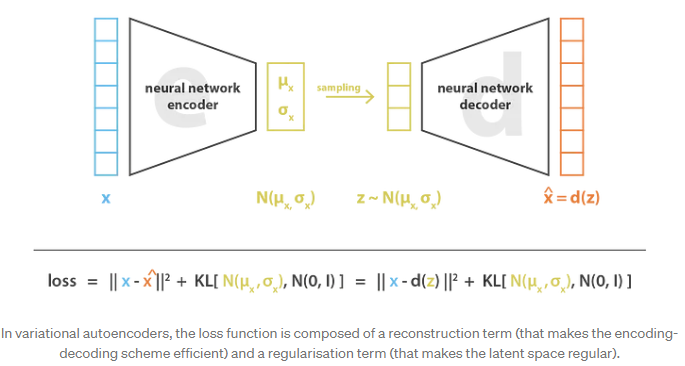 e
d
neural network
encoder
μₓ
σₓ
sampling
neural network
decoder
x
N(μₓ, σₓ)
z ~ N(μₓ, σₓ)
x̂ = d(z)
loss = || x - x̂ ||² + KL[ N(μₓ, σₓ), N(0, I) ] = || x - d(z) ||² + KL[ N(μₓ, σₓ), N(0, I) ]
In variational autoencoders, the loss function is composed of a reconstruction term (that makes the encoding-
decoding scheme efficient) and a regularisation term (that makes the latent space regular).